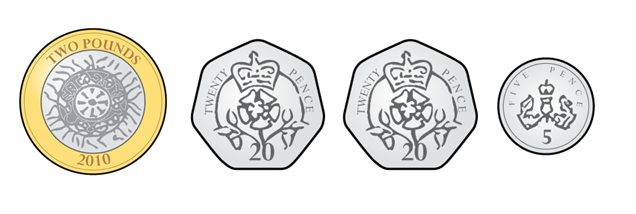 TWO POUNDS
2010
TWENTY PENCE
20
TWENTY PENCE
20
FIVE PENCE
5